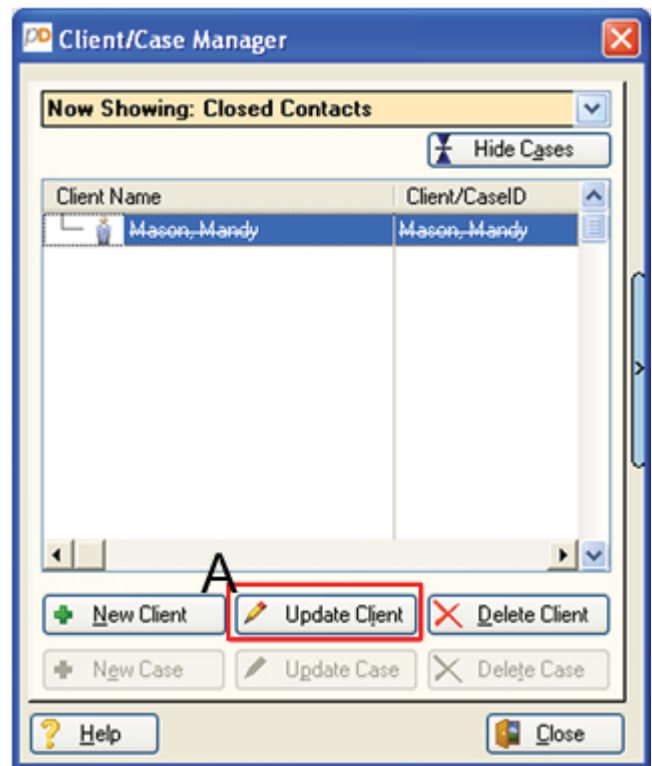 PD Client/Case Manager
Now Showing: Closed Contacts
Hide Cases
Client Name Client/CaseID
Mason, Mandy Mason, Mandy
A
New Client Update Client Delete Client
New Case Update Case Delete Case
Help Close